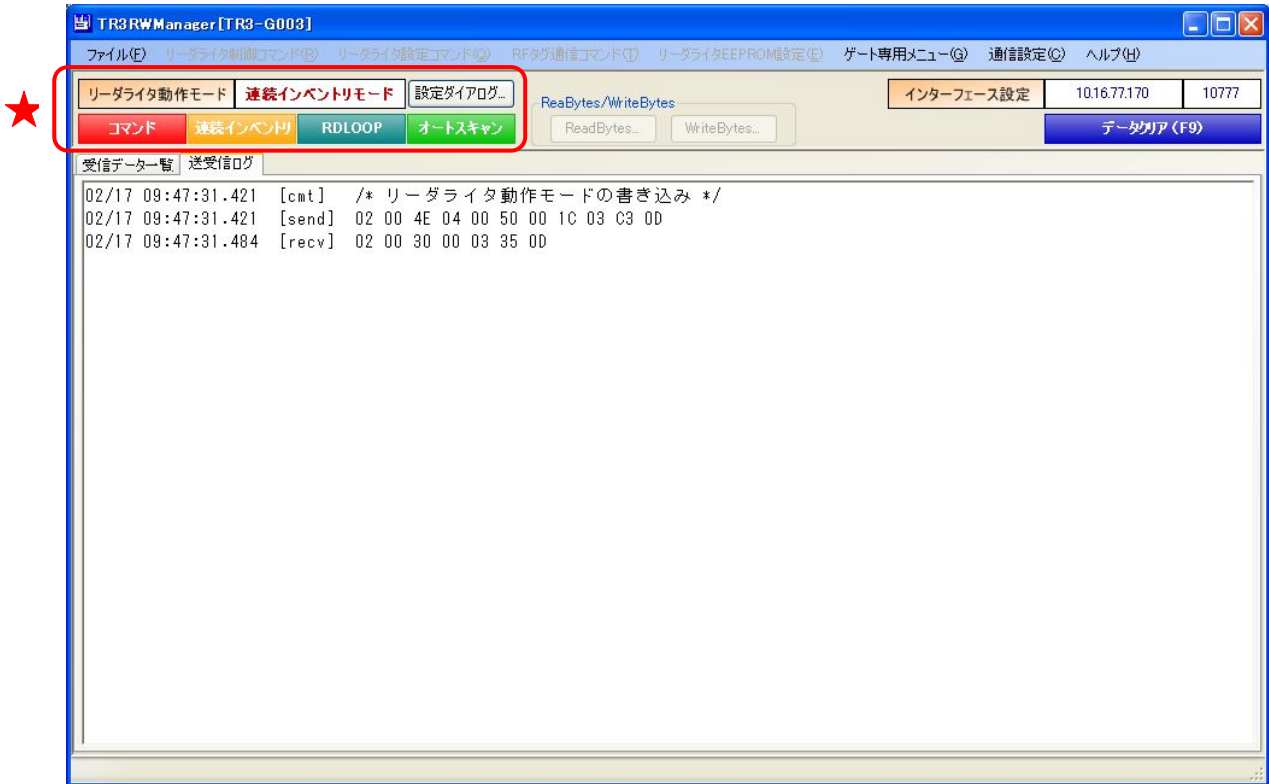 TR3RWManager[TR3-G003]
ファイル(F) リーダライタ制御コマンド(R) リーダライタ設定コマンド(Q) RFタグ通信コマンド(T) リーダライタEEPROM設定(E) ゲート専用メニュー(G) 通信設定(C) ヘルプ(H)
リーダライタ動作モード 連続インベントリモード 設定ダイアログ... ReaBytes/WriteBytes インターフェース設定 10.16.77.170 10777
コマンド 連続インベントリ RDLOOP オートスキャン ReadBytes... WriteBytes... データクリア(F9)
受信データ一覧 送受信ログ
02/17 09:47:31.421 [cmt] /* リーダライタ動作モードの書き込み */
02/17 09:47:31.421 [send] 02 00 4E 04 00 50 00 1C 03 C3 0D
02/17 09:47:31.484 [recv] 02 00 30 00 03 35 0D